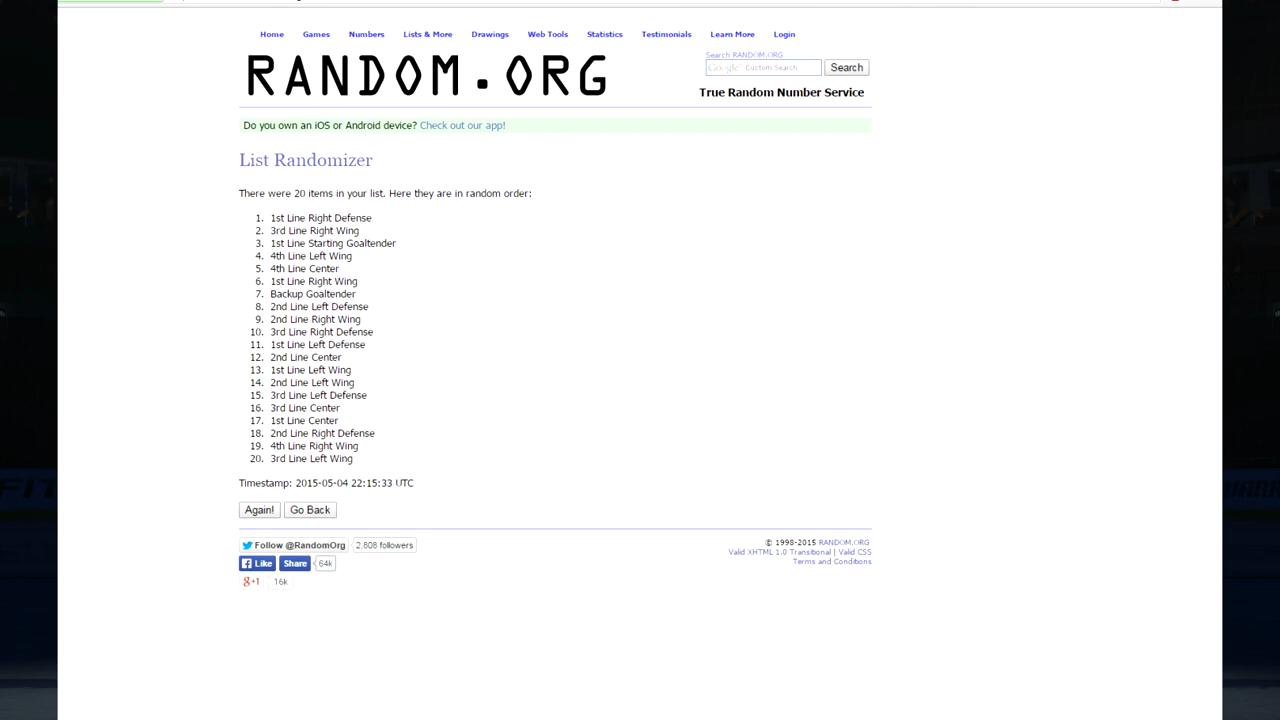 Home Games Numbers Lists & More Drawings Web Tools Statistics Testimonials Learn More Login
RANDOM.ORG
Search RANDOM.ORG
Google Custom Search Search
True Random Number Service
Do you own an iOS or Android device? Check out our app!
List Randomizer
There were 20 items in your list. Here they are in random order:
1. 1st Line Right Defense
2. 3rd Line Right Wing
3. 1st Line Starting Goaltender
4. 4th Line Left Wing
5. 4th Line Center
6. 1st Line Right Wing
7. Backup Goaltender
8. 2nd Line Left Defense
9. 2nd Line Right Wing
10. 3rd Line Right Defense
11. 1st Line Left Defense
12. 2nd Line Center
13. 1st Line Left Wing
14. 2nd Line Left Wing
15. 3rd Line Left Defense
16. 3rd Line Center
17. 1st Line Center
18. 2nd Line Right Defense
19. 4th Line Right Wing
20. 3rd Line Left Wing
Timestamp: 2015-05-04 22:15:33 UTC
Again! Go Back
Follow @RandomOrg 2,808 followers
Like Share 64k
g+1 16k
© 1998-2015 RANDOM.ORG
Valid XHTML 1.0 Transitional | Valid CSS
Terms and Conditions